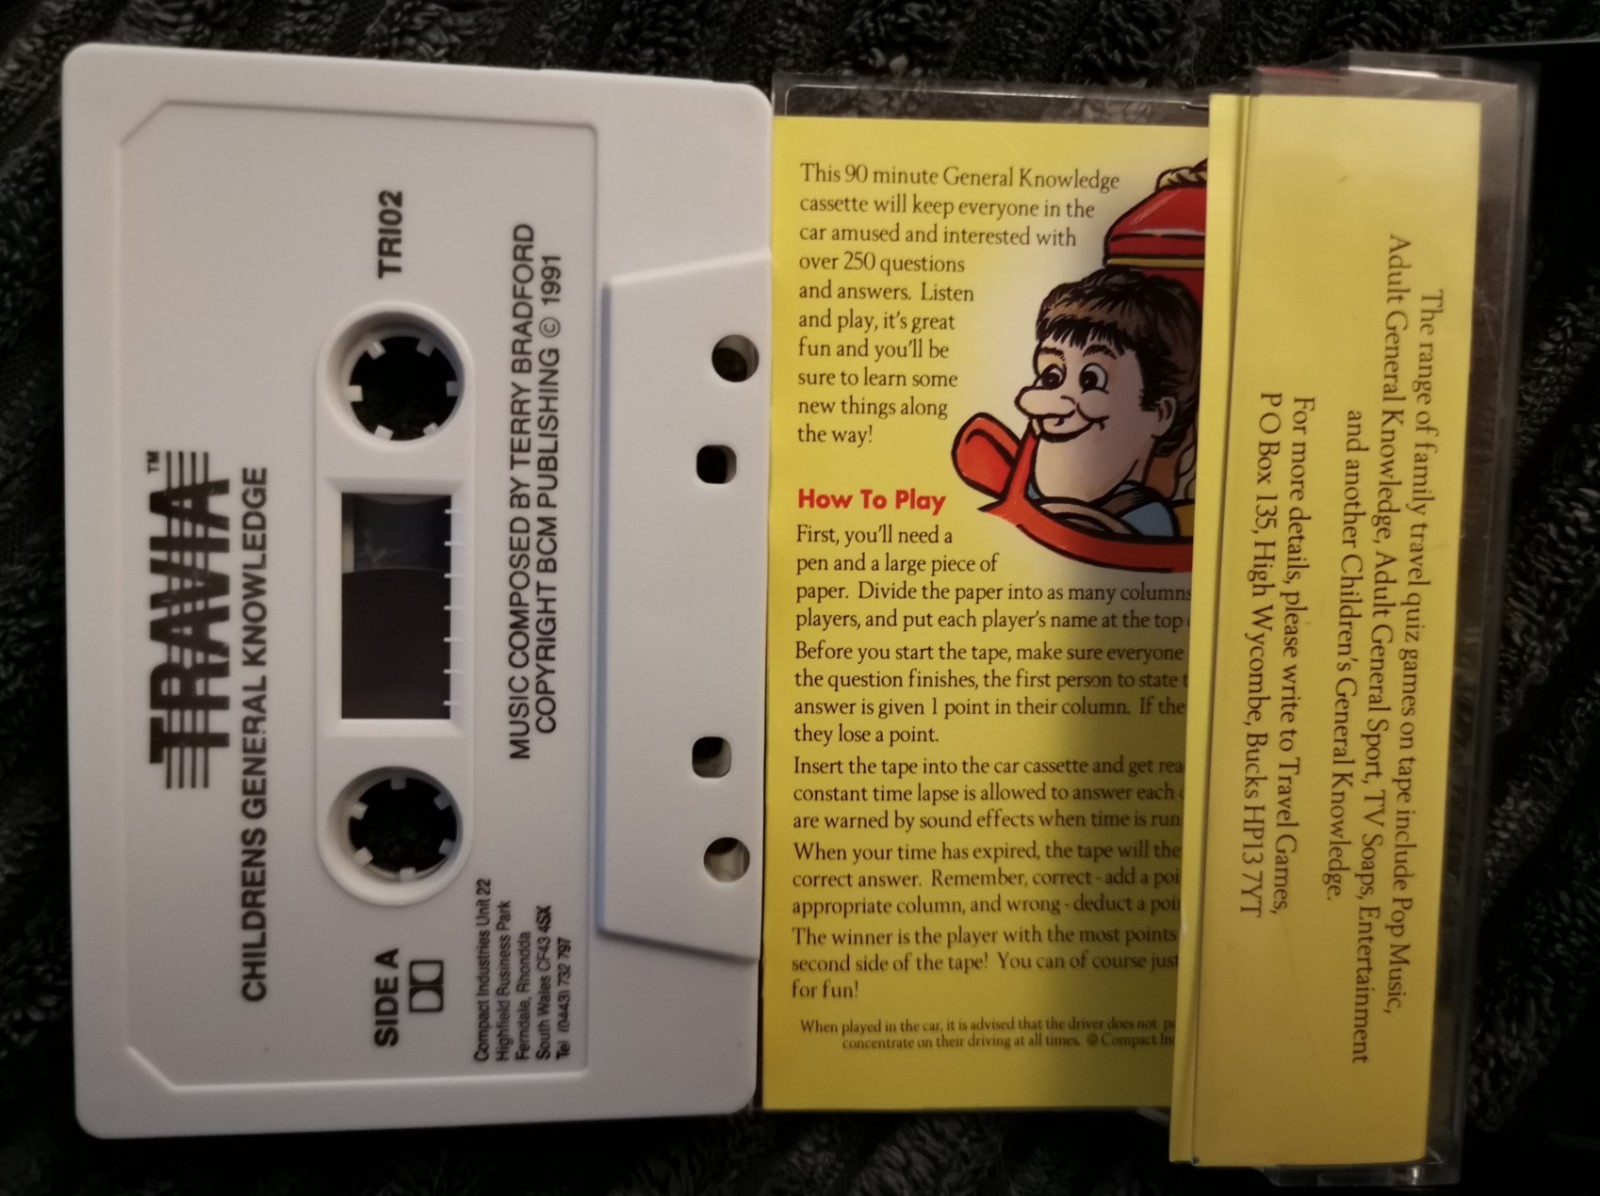 TRAVIA™
CHILDRENS GENERAL KNOWLEDGE
TRI02
SIDE A
MUSIC COMPOSED BY TERRY BRADFORD
COPYRIGHT BCM PUBLISHING © 1991
Compact Industries Unit 22
Highfield Business Park
Ferndale, Rhondda
South Wales CF43 4SX
Tel (0443) 732 797
This 90 minute General Knowledge
cassette will keep everyone in the
car amused and interested with
over 250 questions
and answers. Listen
and play, it's great
fun and you'll be
sure to learn some
new things along
the way!
How To Play
First, you'll need a
pen and a large piece of
paper. Divide the paper into as many columns
players, and put each player's name at the top
Before you start the tape, make sure everyone
the question finishes, the first person to state
answer is given 1 point in their column. If the
they lose a point.
Insert the tape into the car cassette and get
constant time lapse is allowed to answer each
are warned by sound effects when time is
When your time has expired, the tape will
correct answer. Remember, correct - add a
appropriate column, and wrong - deduct a
The winner is the player with the most points
second side of the tape! You can of course just
for fun!
When played in the car, it is advised that the driver does not
concentrate on their driving at all times. © Compact
The range of family travel quiz games on tape include Pop Music,
Adult General Knowledge, Adult General Sport, TV Soaps, Entertainment
and another Children's General Knowledge.
For more details, please write to Travel Games,
P O Box 135, High Wycombe, Bucks HP13 7YT